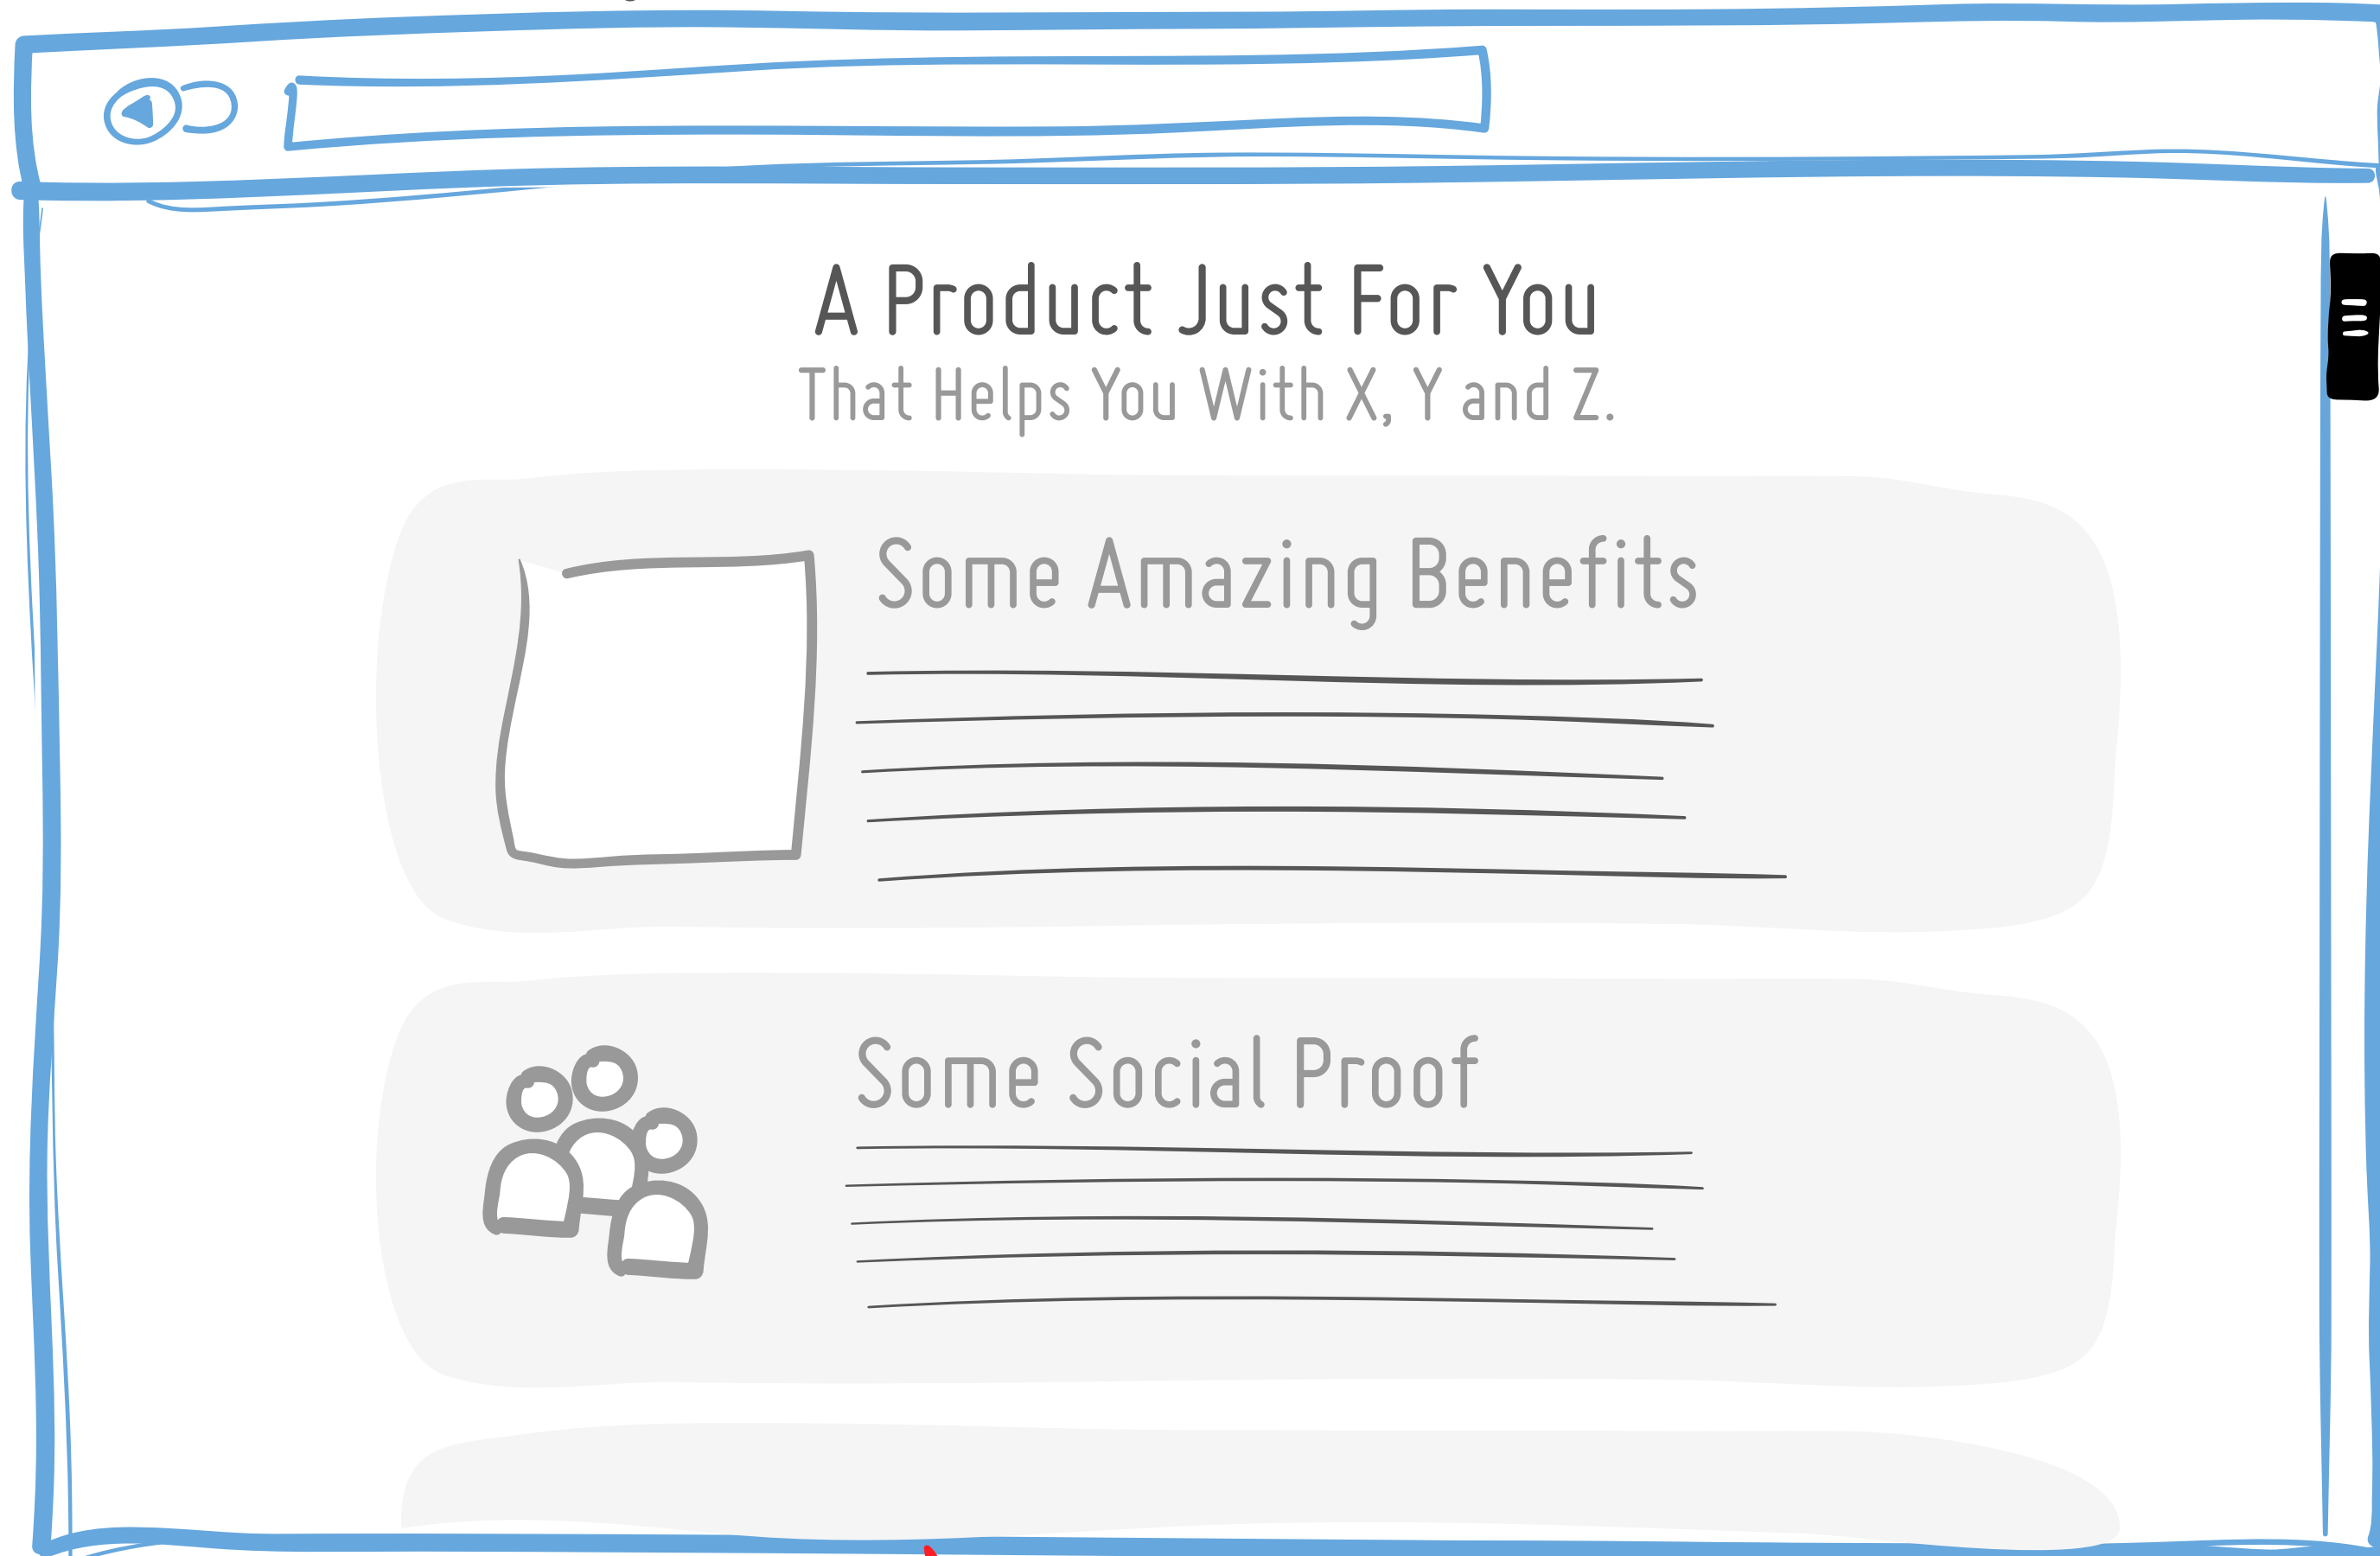 A Product Just For You
That Helps You With X, Y and Z.
Some Amazing Benefits
Some Social Proof